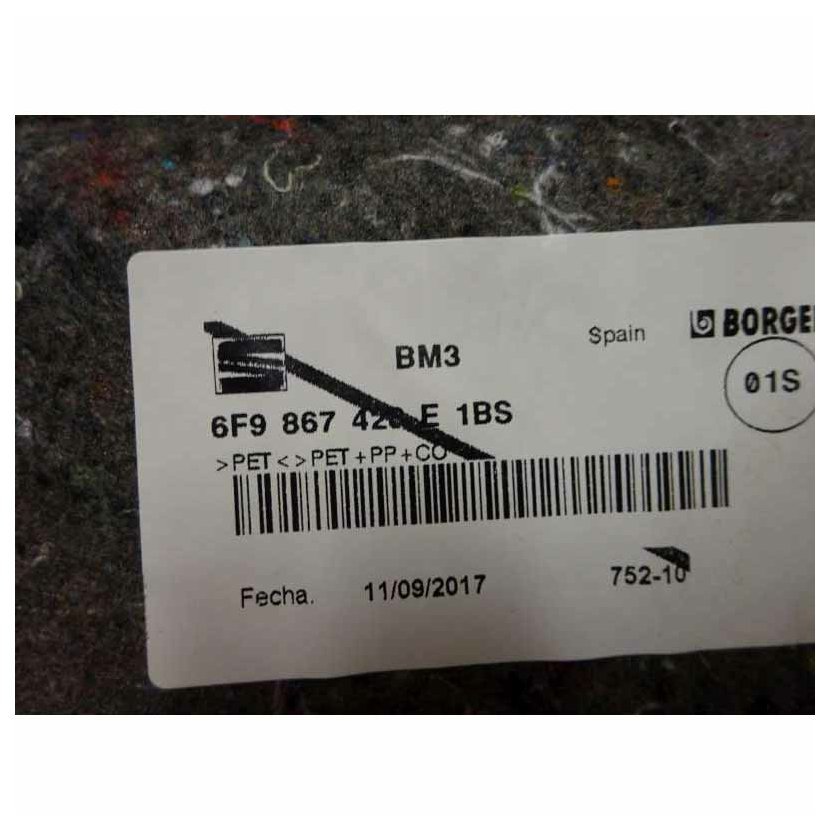 BM3
Spain
BORGE
01S
6F9 867 E 1BS
>PET<>PET+PP+CO
Fecha. 11/09/2017
752-10